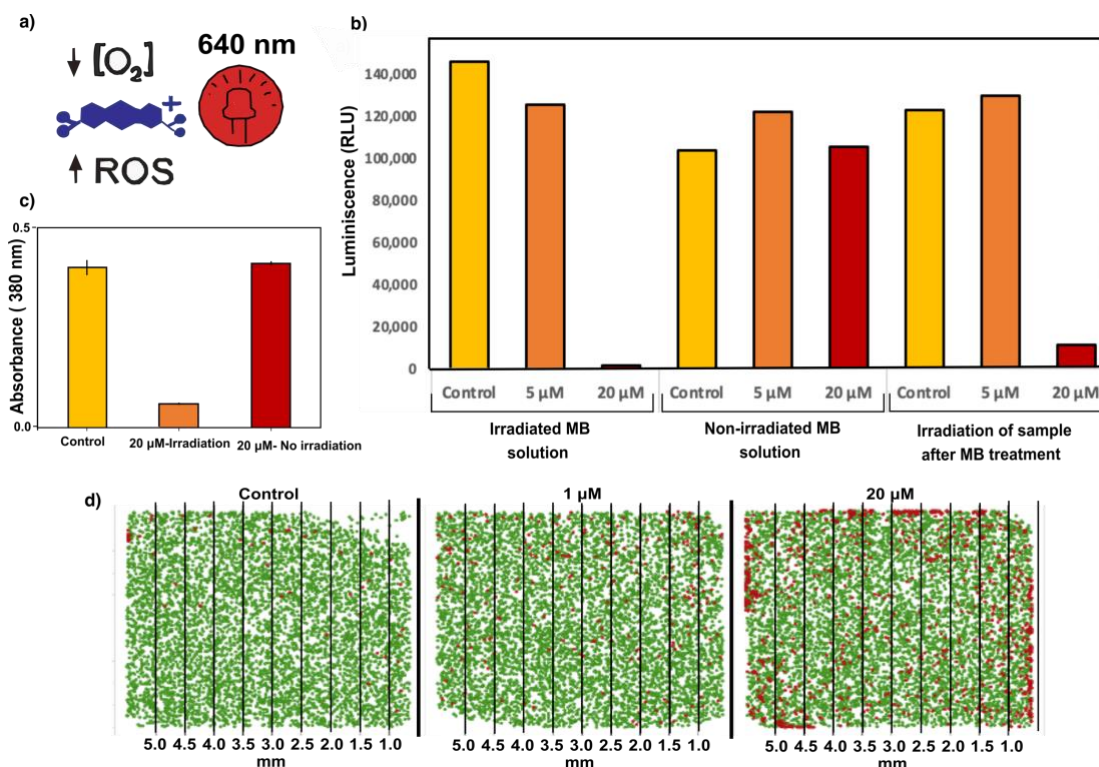 a)
↓ [O₂]
640 nm
+
↑ ROS
b)
Luminiscence (RLU)
140,000
120,000
100,000
80,000
60,000
40,000
20,000
0
Control 5 μM 20 μM Control 5 μM 20 μM Control 5 μM 20 μM
Irradiated MB
solution
Non-irradiated MB
solution
Irradiation of sample
after MB treatment
c)
Absorbance ( 380 nm)
0.5
0.0
Control 20 μM-Irradiation 20 μM- No irradiation
d)
Control 1 μM 20 μM
5.0 4.5 4.0 3.5 3.0 2.5 2.0 1.5 1.0
mm
5.0 4.5 4.0 3.5 3.0 2.5 2.0 1.5 1.0
mm
5.0 4.5 4.0 3.5 3.0 2.5 2.0 1.5 1.0
mm